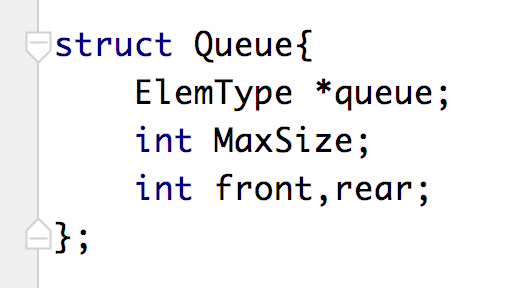 struct Queue{
    ElemType *queue;
    int MaxSize;
    int front,rear;
};